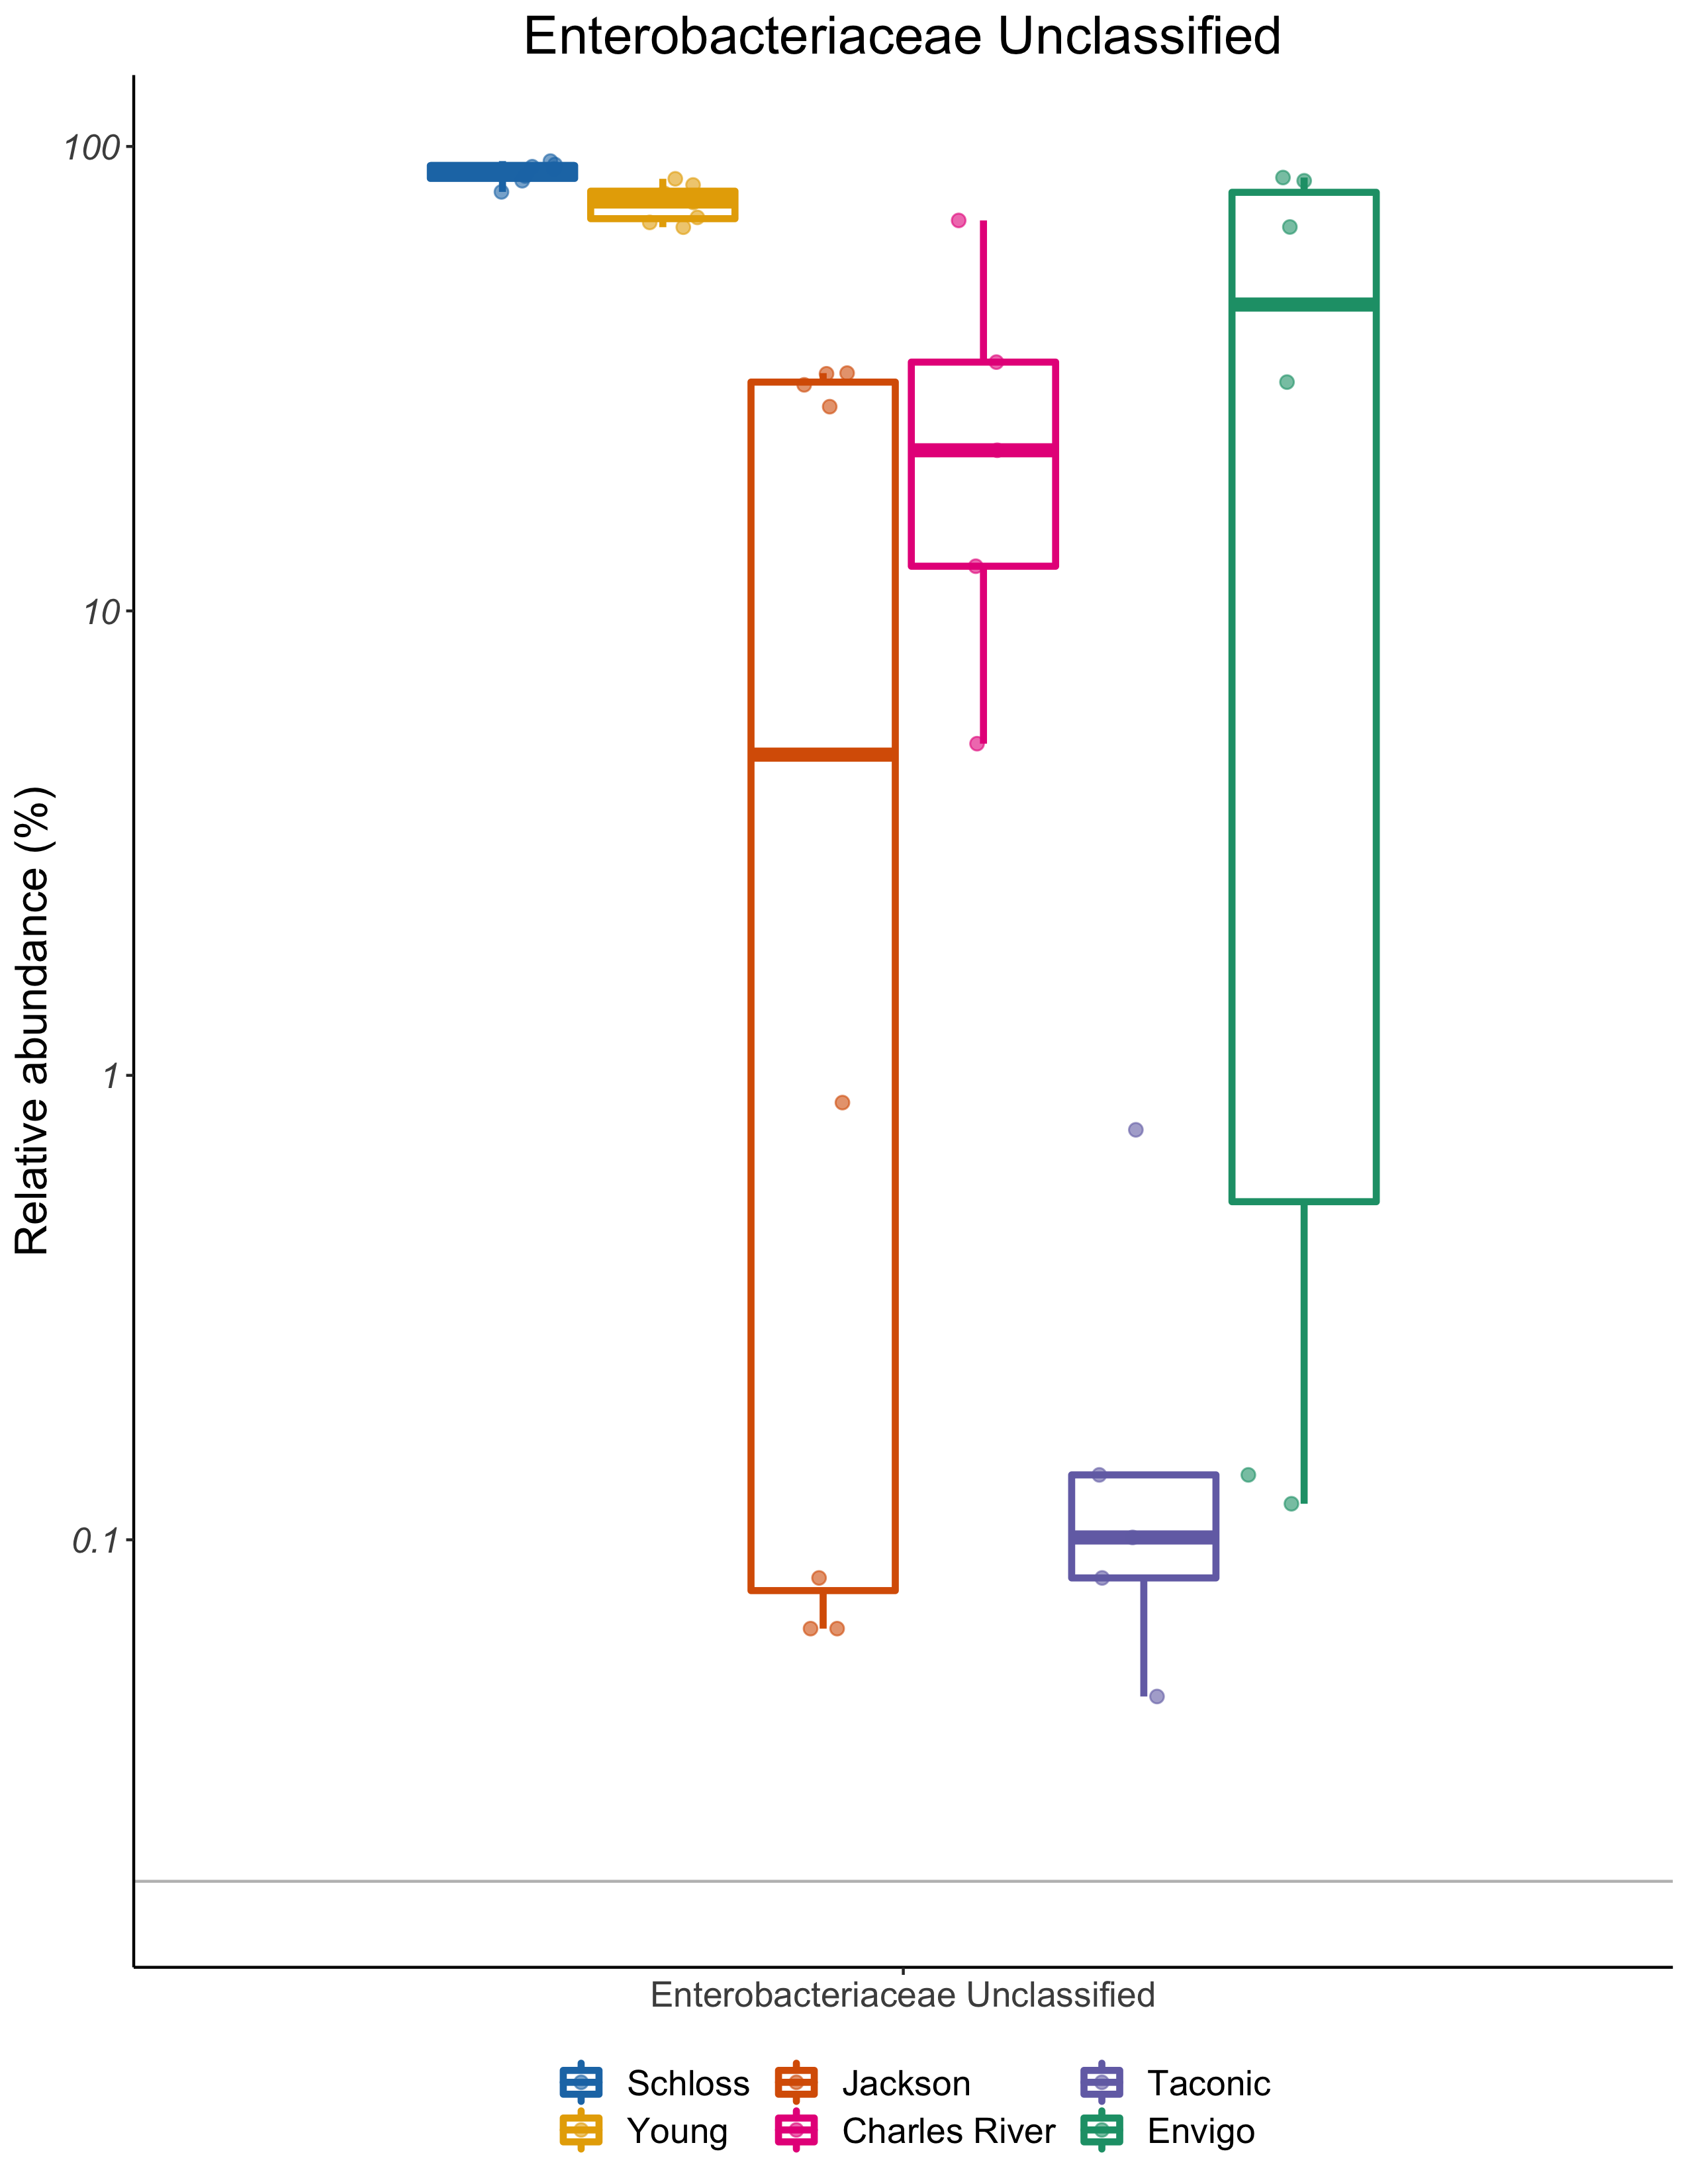 Enterobacteriaceae Unclassified
Relative abundance (%)
100
10
1
0.1
Enterobacteriaceae Unclassified
Schloss Jackson Taconic
Young Charles River Envigo